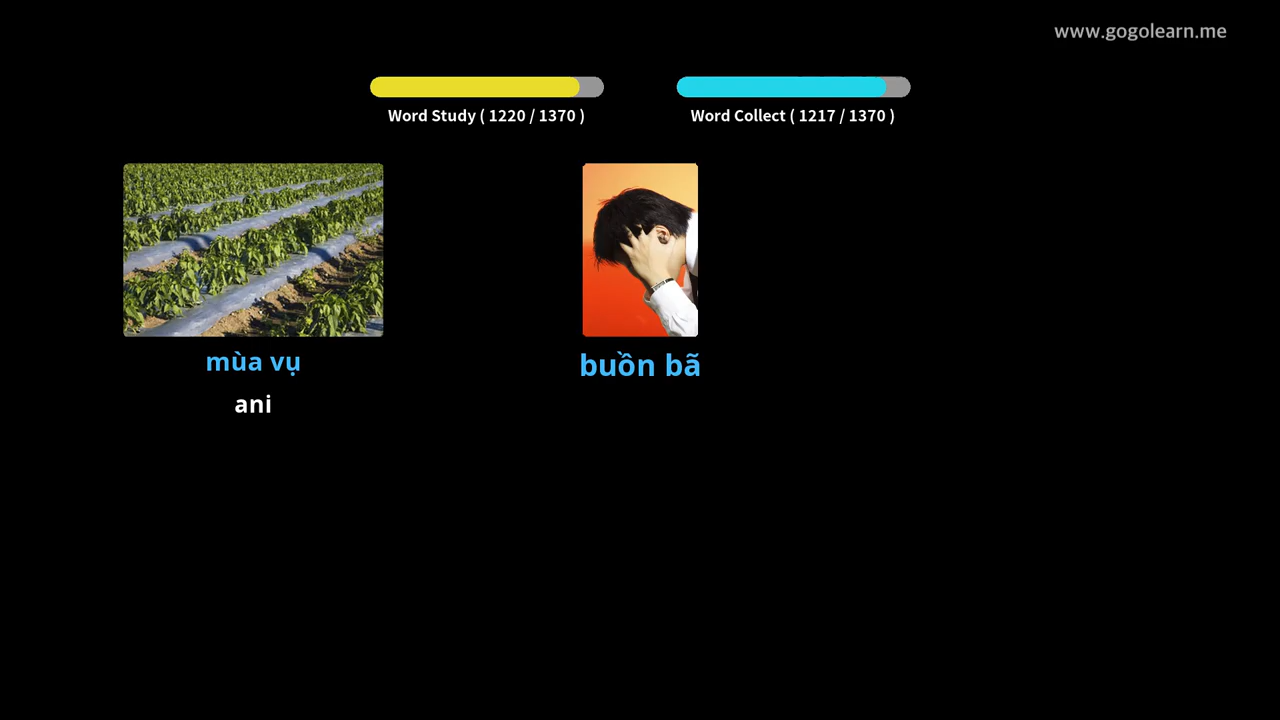 www.gogolearn.me
Word Study ( 1220 / 1370 )
Word Collect ( 1217 / 1370 )
mùa vụ
ani
buồn bã